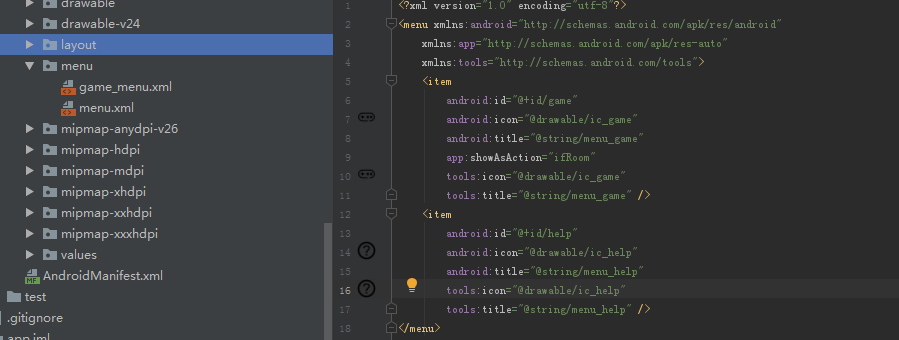 drawable
drawable-v24
layout
menu
game_menu.xml
menu.xml
mipmap-anydpi-v26
mipmap-hdpi
mipmap-mdpi
mipmap-xhdpi
mipmap-xxhdpi
mipmap-xxxhdpi
values
AndroidManifest.xml
test
.gitignore
app.iml
1 <?xml version="1.0" encoding="utf-8"?>
2 <menu xmlns:android="http://schemas.android.com/apk/res/android"
3 xmlns:app="http://schemas.android.com/apk/res-auto"
4 xmlns:tools="http://schemas.android.com/tools">
5 <item
6 android:id="@+id/game"
7 android:icon="@drawable/ic_game"
8 android:title="@string/menu_game"
9 app:showAsAction="ifRoom"
10 tools:icon="@drawable/ic_game"
11 tools:title="@string/menu_game" />
12 <item
13 android:id="@+id/help"
14 android:icon="@drawable/ic_help"
15 android:title="@string/menu_help"
16 tools:icon="@drawable/ic_help"
17 tools:title="@string/menu_help" />
18 </menu>